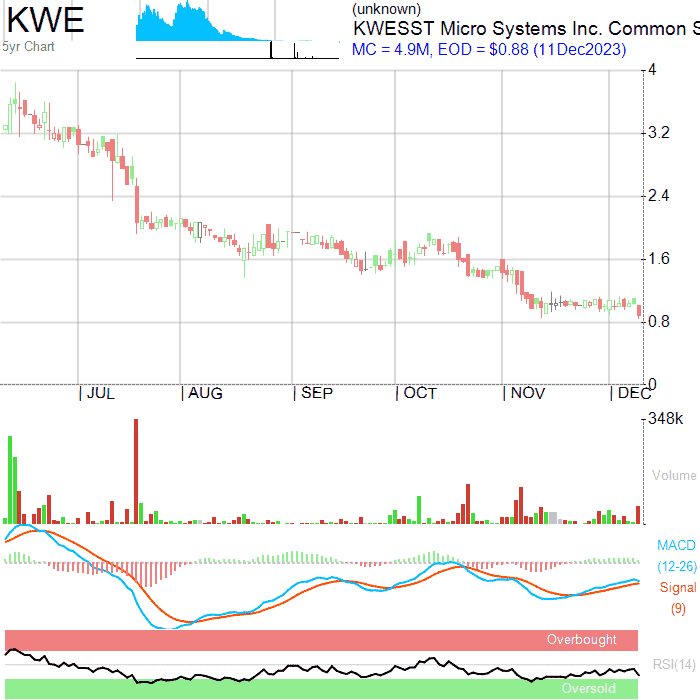 KWE
5yr Chart
(unknown)
KWESST Micro Systems Inc. Common S
MC = 4.9M, EOD = $0.88 (11Dec2023)
4
3.2
2.4
1.6
0.8
0
JUL AUG SEP OCT NOV DEC
348k
Volume
MACD
(12-26)
Signal
(9)
Overbought
RSI(14)
Oversold